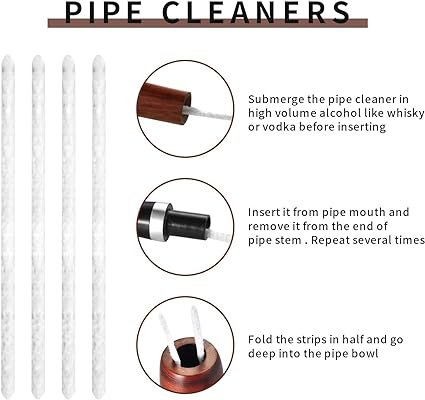 PIPE CLEANERS
Submerge the pipe cleaner in
high volume alcohol like whisky
or vodka before inserting
Insert it from pipe mouth and
remove it from the end of
pipe stem . Repeat several times
Fold the strips in half and go
deep into the pipe bowl